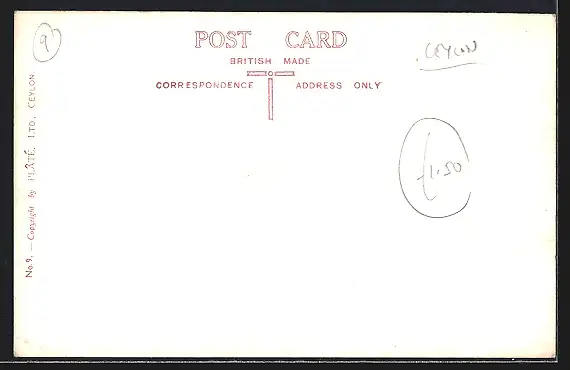 9
POST CARD
CEYLON
BRITISH MADE
CORRESPONDENCE ADDRESS ONLY
£1.50
No. 9. — Copyright by PLÂTÉ, LTD., CEYLON